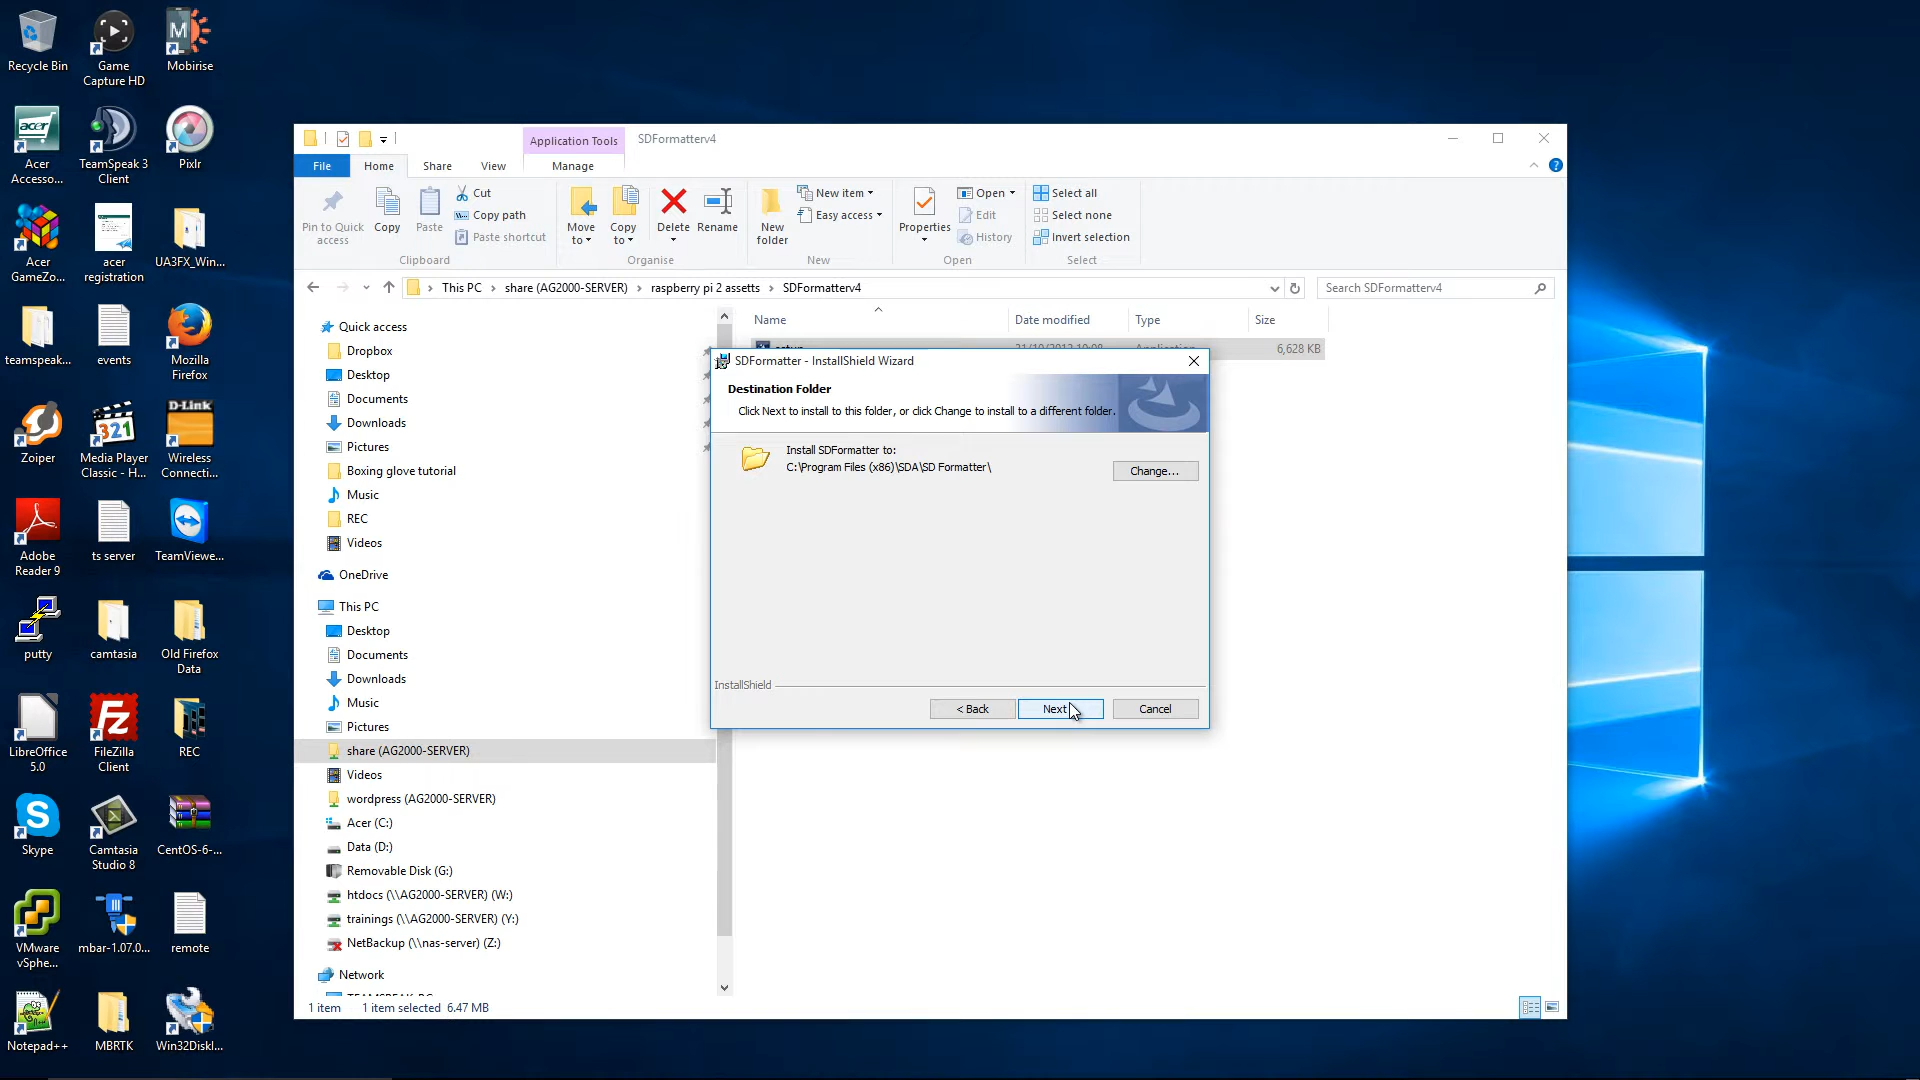 Recycle Bin
Game
Capture HD
Mobirise
Acer
Accesso...
TeamSpeak 3
Client
Pixlr
Acer
GameZo...
acer
registration
UA3FX_Win...
teamspeak...
events
Mozilla
Firefox
Zoiper
Media Player
Classic - H...
D-Link
Wireless
Connecti...
Adobe
Reader 9
ts server
TeamViewe...
putty
camtasia
Old Firefox
Data
LibreOffice
5.0
FileZilla
Client
REC
Skype
Camtasia
Studio 8
CentOS-6-...
VMware
vSphe...
mbar-1.07.0...
remote
Notepad++
MBRTK
Win32DiskI...
Application Tools
SDFormatterv4
File
Home
Share
View
Manage
Pin to Quick
access
Copy
Paste
Cut
Copy path
Paste shortcut
Clipboard
Move
to
Copy
to
Delete
Rename
Organise
New
folder
New item
Easy access
New
Properties
Open
Edit
History
Open
Select all
Select none
Invert selection
Select
This PC
share (AG2000-SERVER)
raspberry pi 2 assetts
SDFormatterv4
Search SDFormatterv4
Quick access
Dropbox
Desktop
Documents
Downloads
Pictures
Boxing glove tutorial
Music
REC
Videos
OneDrive
This PC
Desktop
Documents
Downloads
Music
Pictures
share (AG2000-SERVER)
Videos
wordpress (AG2000-SERVER)
Acer (C:)
Data (D:)
Removable Disk (G:)
htdocs (\\AG2000-SERVER) (W:)
trainings (\\AG2000-SERVER) (Y:)
NetBackup (\\nas-server) (Z:)
Network
Name
Date modified
Type
Size
6,628 KB
SDFormatter - InstallShield Wizard
Destination Folder
Click Next to install to this folder, or click Change to install to a different folder.
Install SDFormatter to:
C:\Program Files (x86)\SDA\SD Formatter\
Change...
InstallShield
< Back
Next
Cancel
1 item
1 item selected 6.47 MB